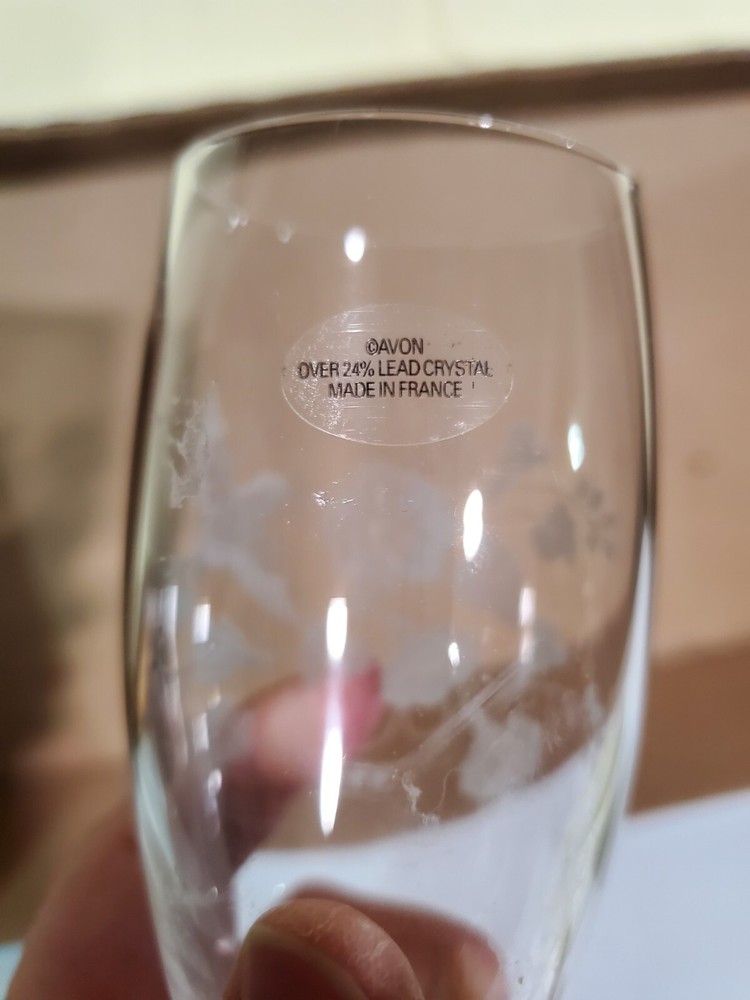 ©AVON
OVER 24% LEAD CRYSTAL
MADE IN FRANCE